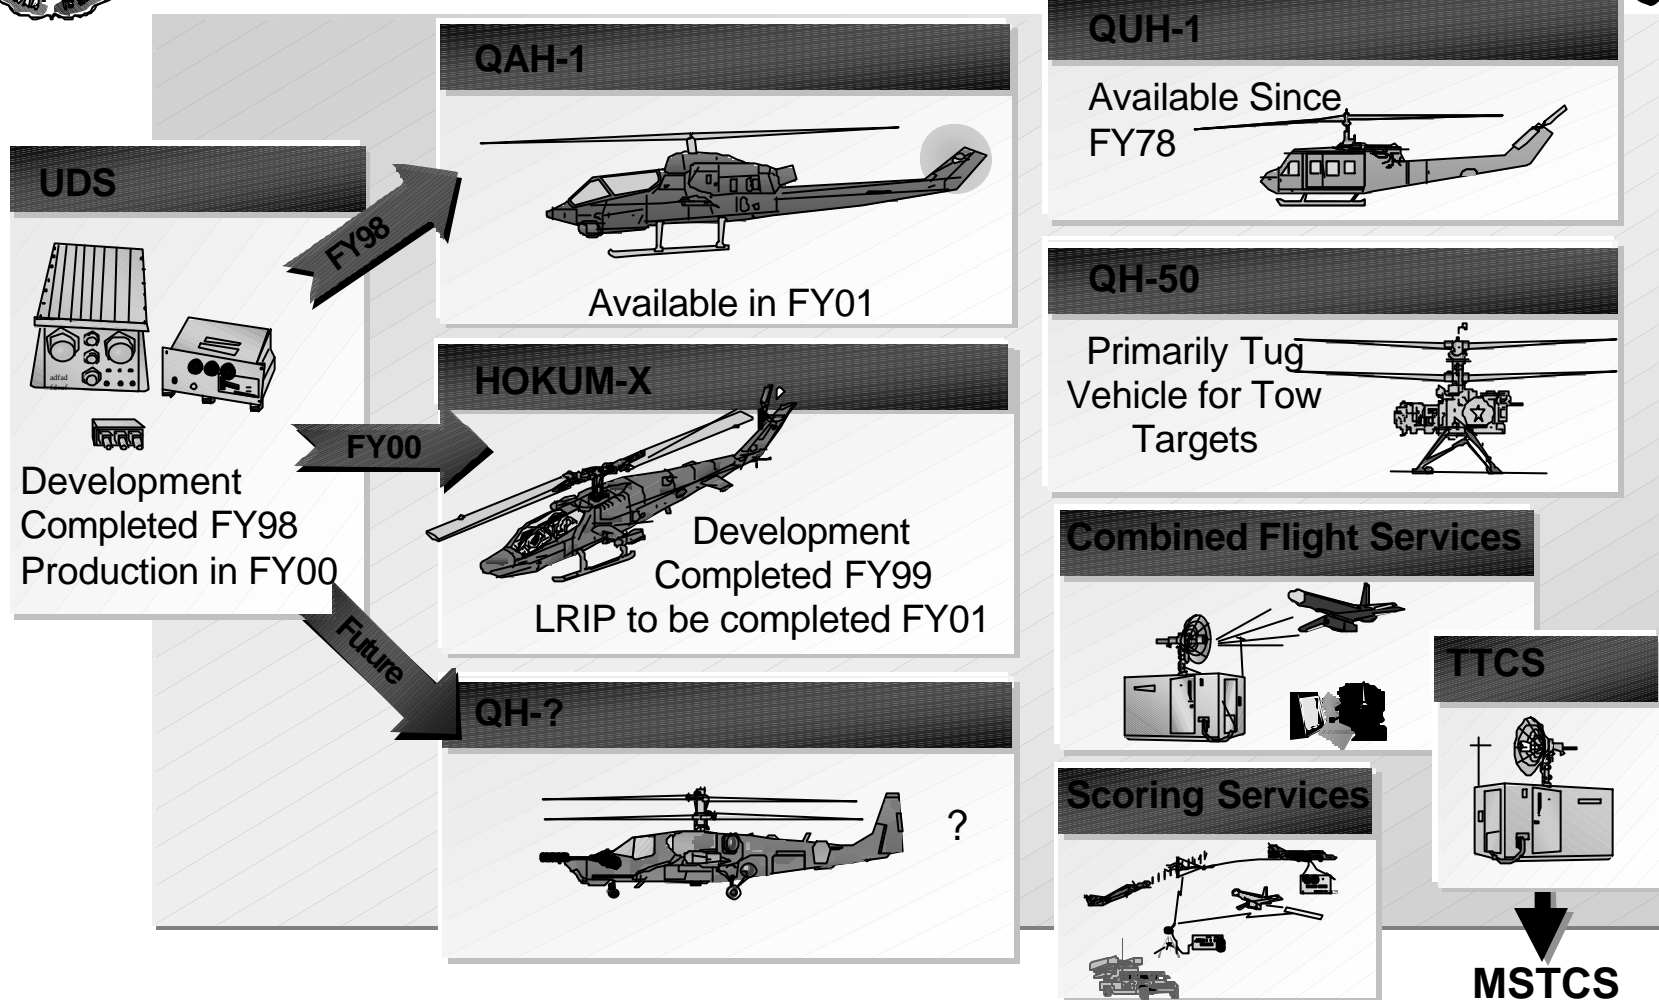 UDS
Development
Completed FY98
Production in FY00
FY98
FY00
Future
QAH-1
Available in FY01
HOKUM-X
Development
Completed FY99
LRIP to be completed FY01
QH-?
?
QUH-1
Available Since
FY78
QH-50
Primarily Tug
Vehicle for Tow
Targets
Combined Flight Services
TTCS
Scoring Services
MSTCS
adfad